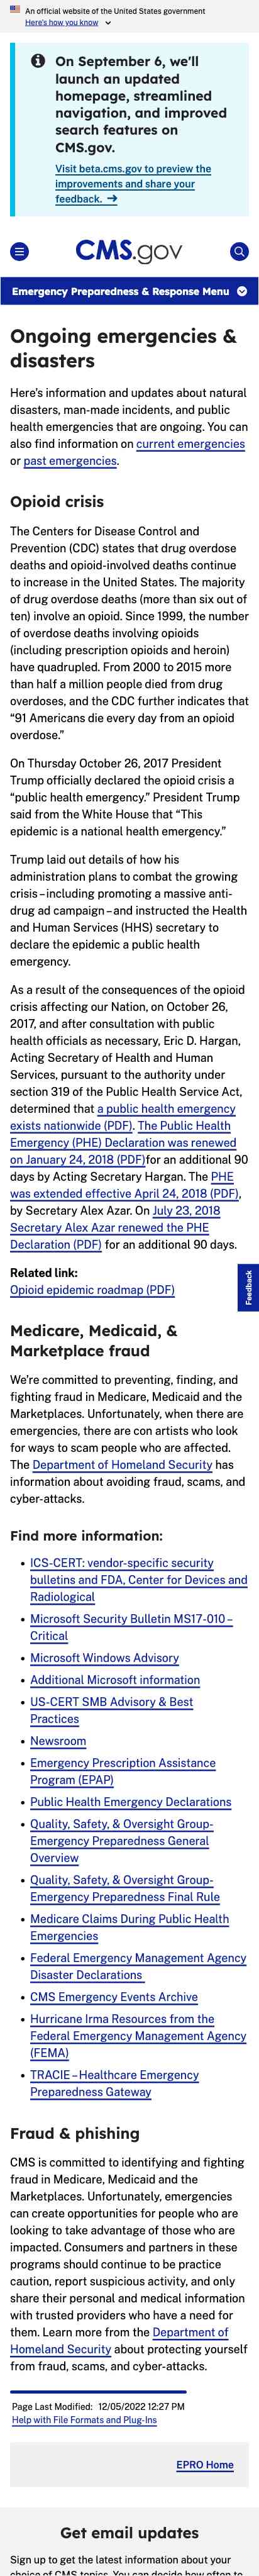 An official website of the United States government
Here's how you know
On September 6, we'll
launch an updated
homepage, streamlined
navigation, and improved
search features on
CMS.gov.
Visit beta.cms.gov to preview the
improvements and share your
feedback. →
CMS.gov
Emergency Preparedness & Response Menu
Ongoing emergencies &
disasters
Here's information and updates about natural
disasters, man-made incidents, and public
health emergencies that are ongoing. You can
also find information on current emergencies
or past emergencies.
Opioid crisis
The Centers for Disease Control and
Prevention (CDC) states that drug overdose
deaths and opioid-involved deaths continue
to increase in the United States. The majority
of drug overdose deaths (more than six out of
ten) involve an opioid. Since 1999, the number
of overdose deaths involving opioids
(including prescription opioids and heroin)
have quadrupled. From 2000 to 2015 more
than half a million people died from drug
overdoses, and the CDC further indicates that
“91 Americans die every day from an opioid
overdose.”
On Thursday October 26, 2017 President
Trump officially declared the opioid crisis a
“public health emergency.” President Trump
said from the White House that “This
epidemic is a national health emergency.”
Trump laid out details of how his
administration plans to combat the growing
crisis – including promoting a massive anti-
drug ad campaign – and instructed the Health
and Human Services (HHS) secretary to
declare the epidemic a public health
emergency.
As a result of the consequences of the opioid
crisis affecting our Nation, on October 26,
2017, and after consultation with public
health officials as necessary, Eric D. Hargan,
Acting Secretary of Health and Human
Services, pursuant to the authority under
section 319 of the Public Health Service Act,
determined that a public health emergency
exists nationwide (PDF). The Public Health
Emergency (PHE) Declaration was renewed
on January 24, 2018 (PDF)for an additional 90
days by Acting Secretary Hargan. The PHE
was extended effective April 24, 2018 (PDF),
by Secretary Alex Azar. On July 23, 2018
Secretary Alex Azar renewed the PHE
Declaration (PDF) for an additional 90 days.
Feedback
Related link:
Opioid epidemic roadmap (PDF)
Medicare, Medicaid, &
Marketplace fraud
We're committed to preventing, finding, and
fighting fraud in Medicare, Medicaid and the
Marketplaces. Unfortunately, when there are
emergencies, there are con artists who look
for ways to scam people who are affected.
The Department of Homeland Security has
information about avoiding fraud, scams, and
cyber-attacks.
Find more information:
ICS-CERT: vendor-specific security
bulletins and FDA, Center for Devices and
Radiological
Microsoft Security Bulletin MS17-010 –
Critical
Microsoft Windows Advisory
Additional Microsoft information
US-CERT SMB Advisory & Best
Practices
Newsroom
Emergency Prescription Assistance
Program (EPAP)
Public Health Emergency Declarations
Quality, Safety, & Oversight Group-
Emergency Preparedness General
Overview
Quality, Safety, & Oversight Group-
Emergency Preparedness Final Rule
Medicare Claims During Public Health
Emergencies
Federal Emergency Management Agency
Disaster Declarations
CMS Emergency Events Archive
Hurricane Irma Resources from the
Federal Emergency Management Agency
(FEMA)
TRACIE – Healthcare Emergency
Preparedness Gateway
Fraud & phishing
CMS is committed to identifying and fighting
fraud in Medicare, Medicaid and the
Marketplaces. Unfortunately, emergencies
can create opportunities for people who are
looking to take advantage of those who are
impacted. Consumers and partners in these
programs should continue to be practice
caution, report suspicious activity, and only
share their personal and medical information
with trusted providers who have a need for
them. Learn more from the Department of
Homeland Security about protecting yourself
from fraud, scams, and cyber-attacks.
Page Last Modified: 12/05/2022 12:27 PM
Help with File Formats and Plug-Ins
EPRO Home
Get email updates
Sign up to get the latest information about your
choice of CMS topics. You can decide how often to